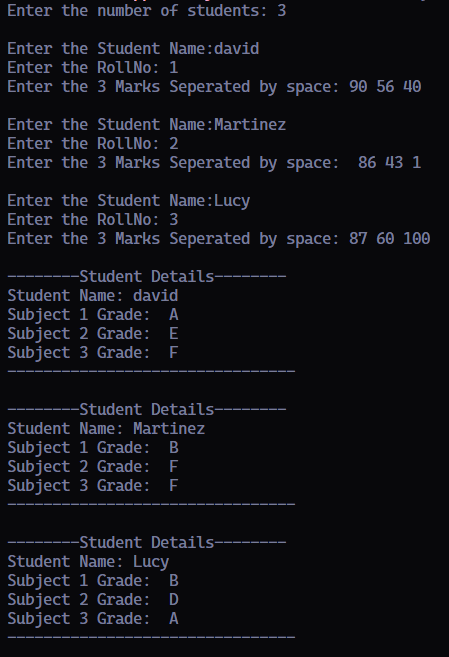 Enter the number of students: 3
Enter the Student Name:david
Enter the RollNo: 1
Enter the 3 Marks Seperated by space: 90 56 40
Enter the Student Name:Martinez
Enter the RollNo: 2
Enter the 3 Marks Seperated by space:  86 43 1
Enter the Student Name:Lucy
Enter the RollNo: 3
Enter the 3 Marks Seperated by space: 87 60 100
--------Student Details--------
Student Name: david
Subject 1 Grade:  A
Subject 2 Grade:  E
Subject 3 Grade:  F
--------------------------------
--------Student Details--------
Student Name: Martinez
Subject 1 Grade:  B
Subject 2 Grade:  F
Subject 3 Grade:  F
--------------------------------
--------Student Details--------
Student Name: Lucy
Subject 1 Grade:  B
Subject 2 Grade:  D
Subject 3 Grade:  A
--------------------------------